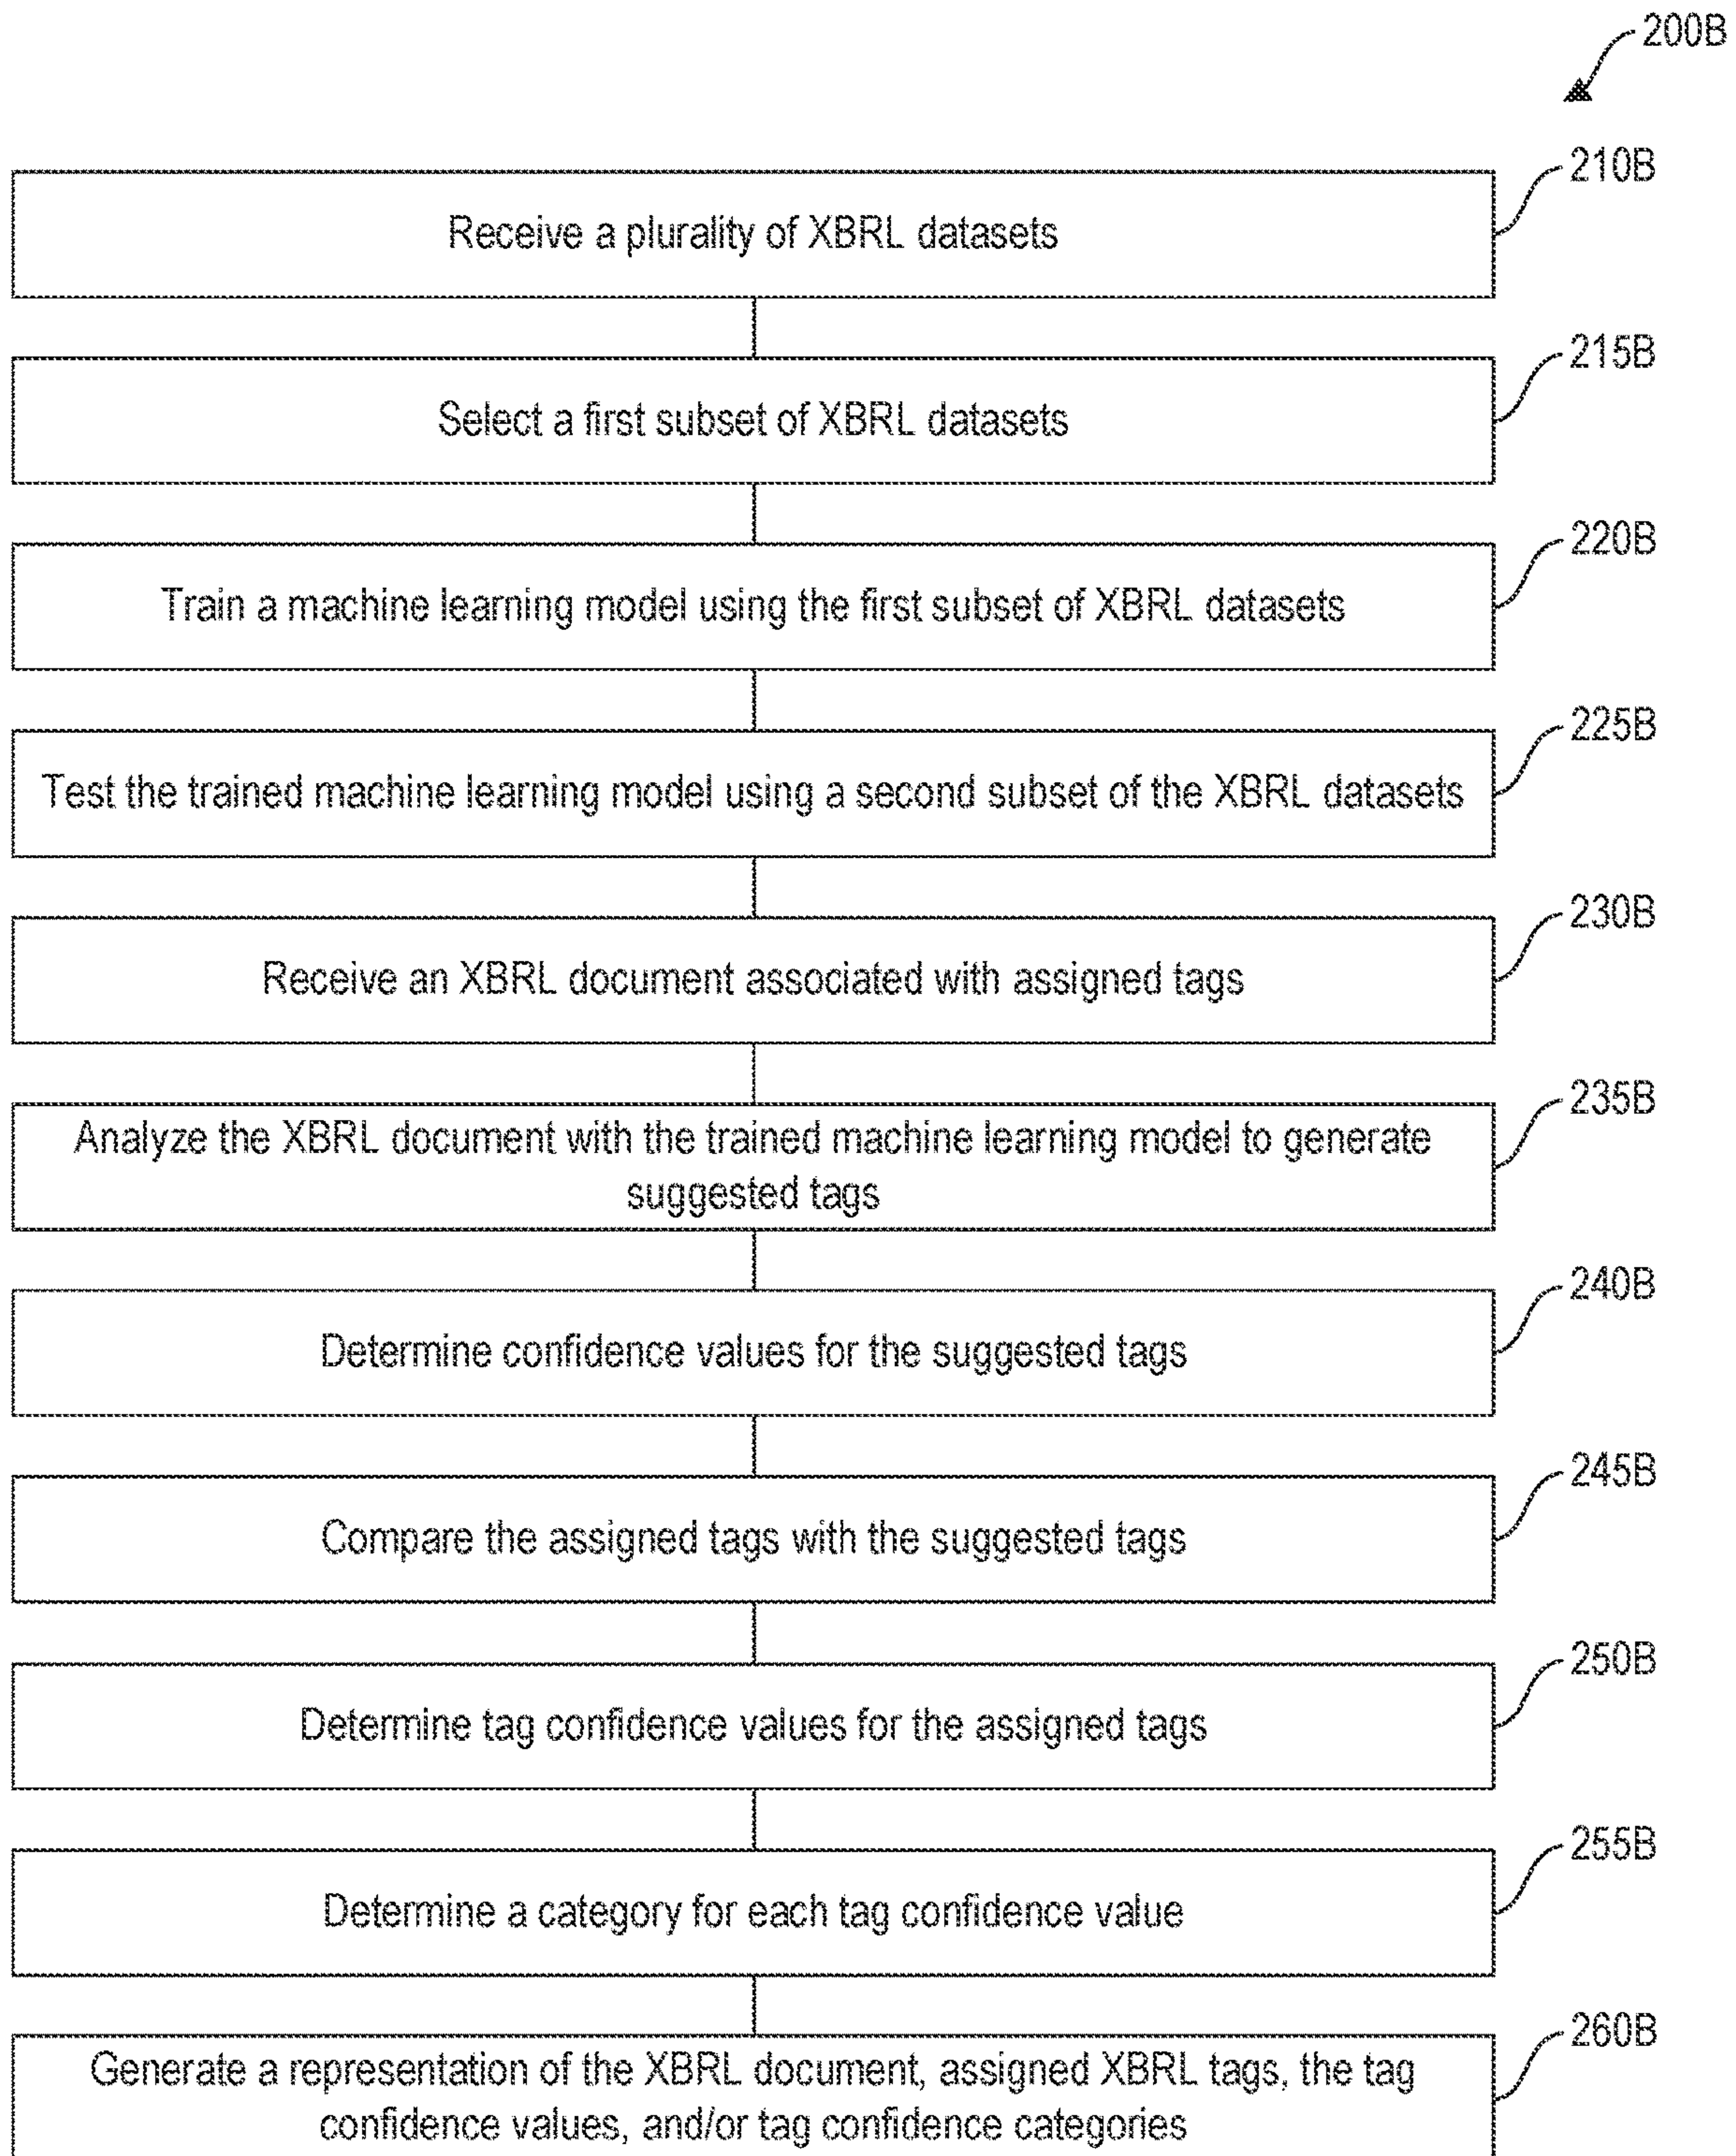 200B
210B
Receive a plurality of XBRL datasets
215B
Select a first subset of XBRL datasets
220B
Train a machine learning model using the first subset of XBRL datasets
225B
Test the trained machine learning model using a second subset of the XBRL datasets
230B
Receive an XBRL document associated with assigned tags
235B
Analyze the XBRL document with the trained machine learning model to generate
suggested tags
240B
Determine confidence values for the suggested tags
245B
Compare the assigned tags with the suggested tags
250B
Determine tag confidence values for the assigned tags
255B
Determine a category for each tag confidence value
260B
Generate a representation of the XBRL document, assigned XBRL tags, the tag
confidence values, and/or tag confidence categories